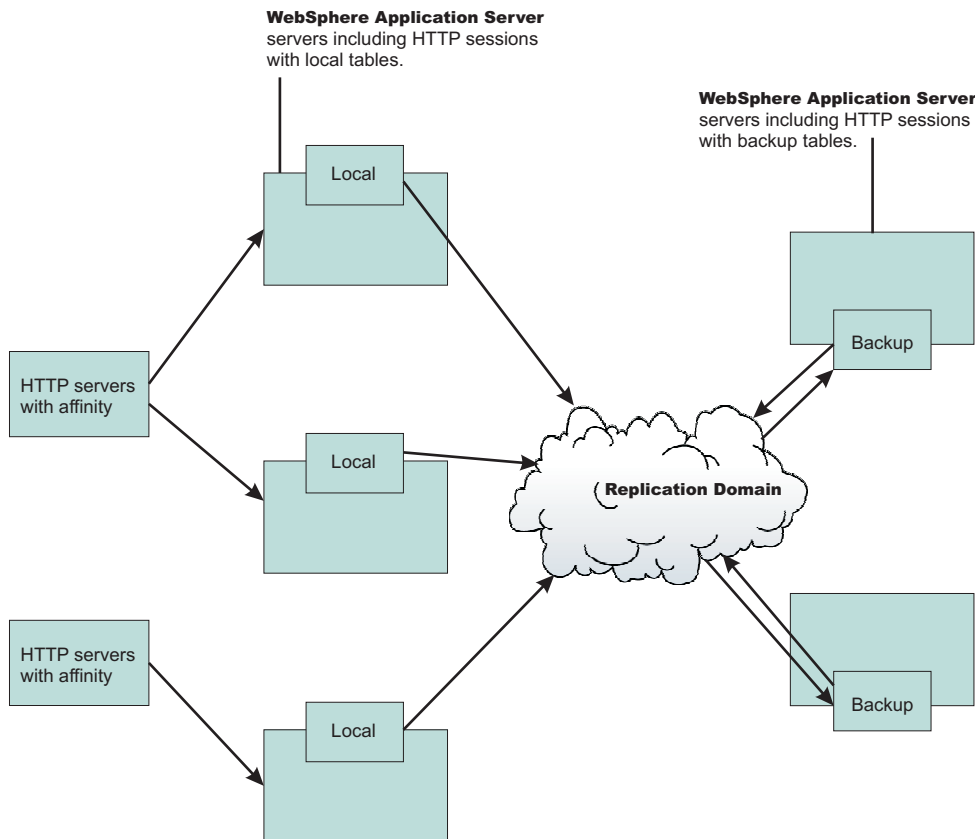 WebSphere Application Server
servers including HTTP sessions
with local tables.
WebSphere Application Server
servers including HTTP sessions
with backup tables.
Local
Backup
HTTP servers
with affinity
Local
Replication Domain
HTTP servers
with affinity
Local
Backup